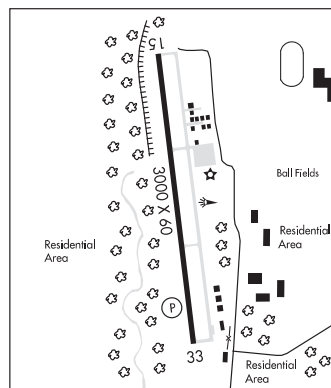 15
3000 X 60
Ball Fields
Residential
Area
Residential
Area
P
33
Residential
Area